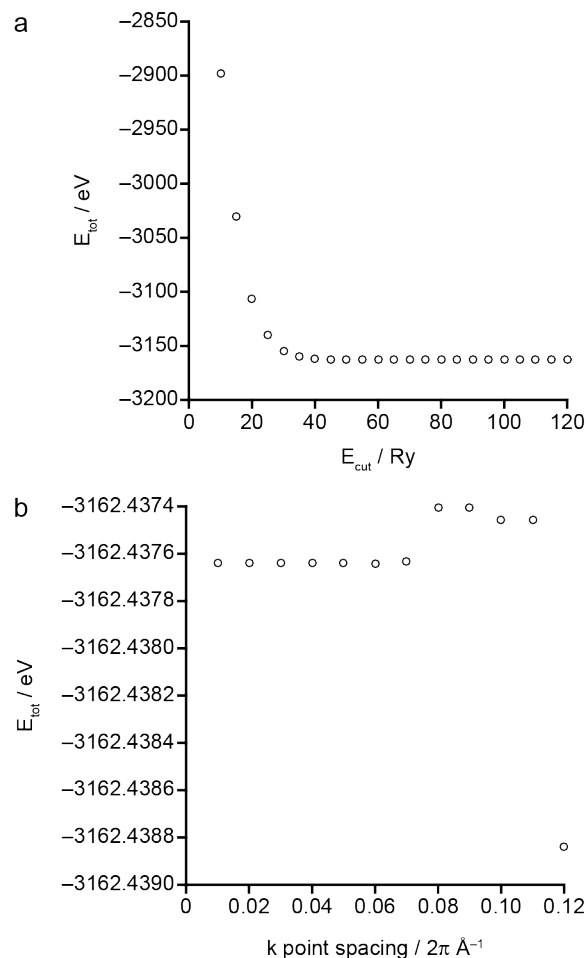 a
–2850
–2900
–2950
–3000
–3050
–3100
–3150
–3200
E_tot / eV
0 20 40 60 80 100 120
E_cut / Ry
b
–3162.4374
–3162.4376
–3162.4378
–3162.4380
–3162.4382
–3162.4384
–3162.4386
–3162.4388
–3162.4390
E_tot / eV
0 0.02 0.04 0.06 0.08 0.10 0.12
k point spacing / 2π Å⁻¹